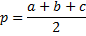 p = (a + b + c) / 2